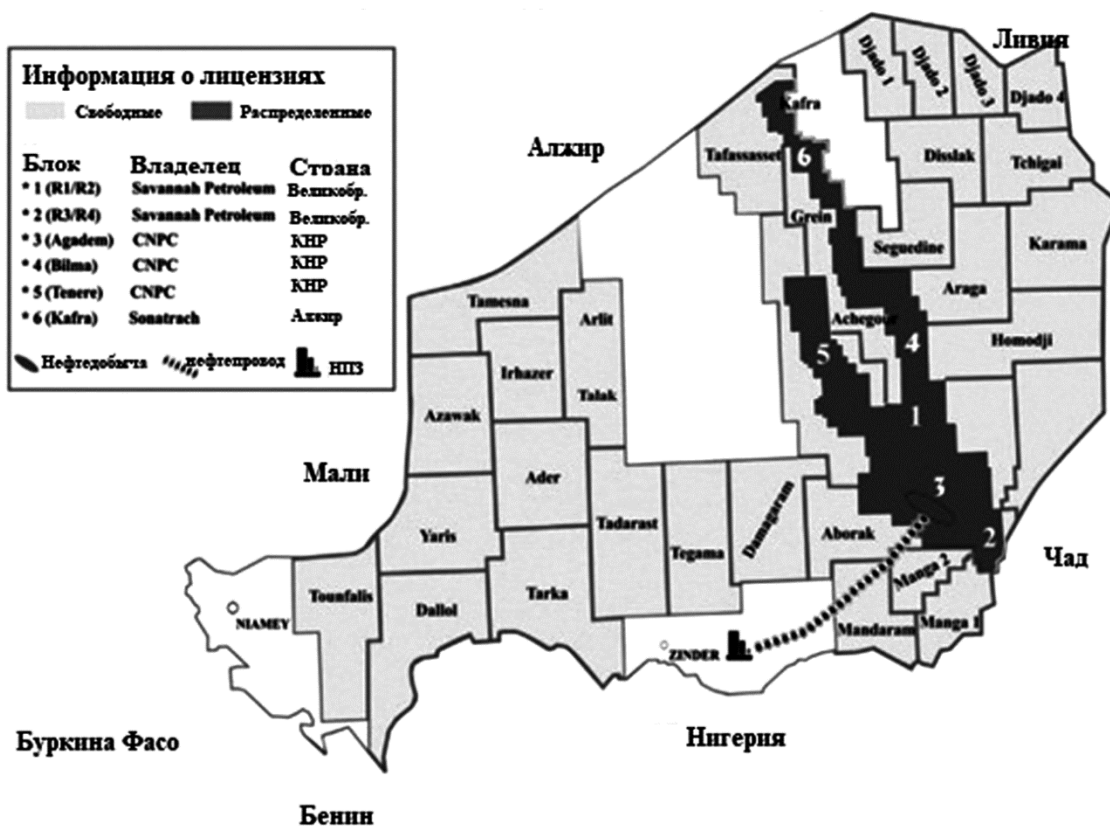 Ливия
Информация о лицензиях
Свободные Распределенные
Блок Владелец Страна
* 1 (R1/R2) Savannah Petroleum Великобр.
* 2 (R3/R4) Savannah Petroleum Великобр.
* 3 (Agadem) CNPC КНР
* 4 (Bilma) CNPC КНР
* 5 (Tenere) CNPC КНР
* 6 (Kafra) Sonatrach Алжир
Нефтедобыча нефтепровод НПЗ
Djado 1
Djado 2
Djado 3
Djado 4
Kafra
Алжир
Tafassasset
6
Disslak
Tchigai
Grein
Seguedine
Karama
Araga
Tamesna
Arlit
Achegour
Homodji
5
4
Irhazer
Talak
Azawak
1
Мали
Ader
3
Damagaram
Tadarast
Tegama
Aborak
2
Yaris
Чад
Manga 2
Tounfalis
Dallol
Tarka
NIAMEY
Mandaram
Manga 1
ZINDER
Буркина Фасо
Нигерия
Бенин